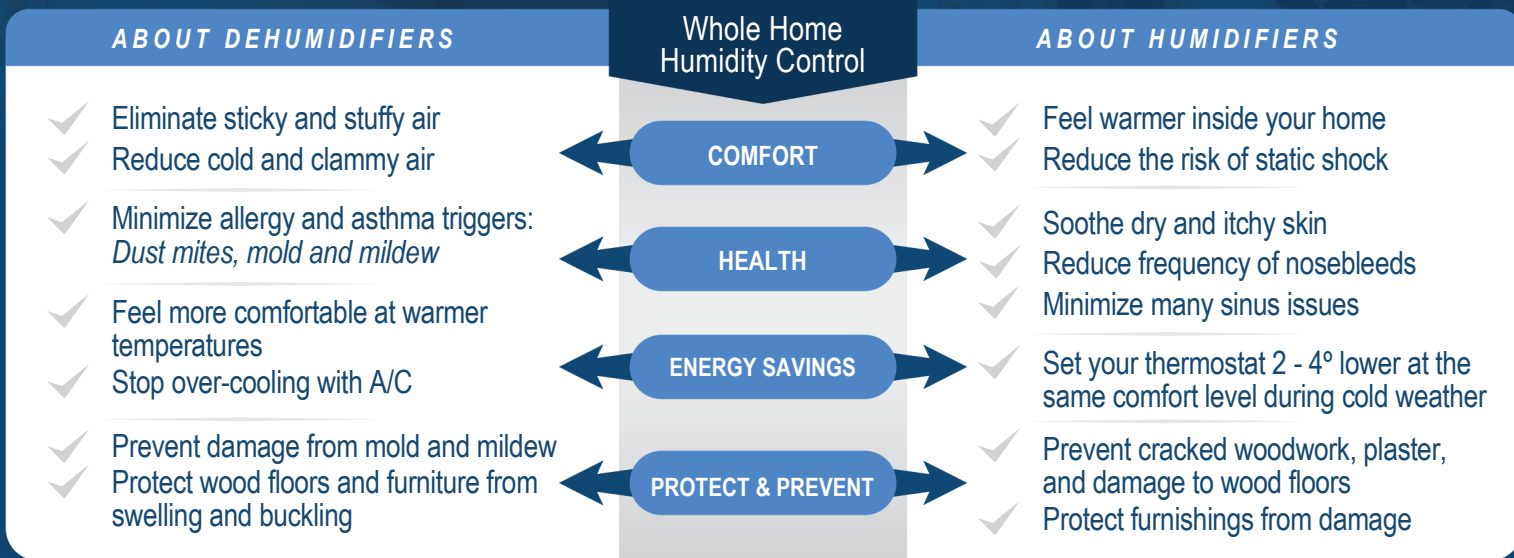 ABOUT DEHUMIDIFIERS
Eliminate sticky and stuffy air
Reduce cold and clammy air
Minimize allergy and asthma triggers:
Dust mites, mold and mildew
Feel more comfortable at warmer
temperatures
Stop over-cooling with A/C
Prevent damage from mold and mildew
Protect wood floors and furniture from
swelling and buckling
Whole Home
Humidity Control
COMFORT
HEALTH
ENERGY SAVINGS
PROTECT & PREVENT
ABOUT HUMIDIFIERS
Feel warmer inside your home
Reduce the risk of static shock
Soothe dry and itchy skin
Reduce frequency of nosebleeds
Minimize many sinus issues
Set your thermostat 2 - 4º lower at the
same comfort level during cold weather
Prevent cracked woodwork, plaster,
and damage to wood floors
Protect furnishings from damage